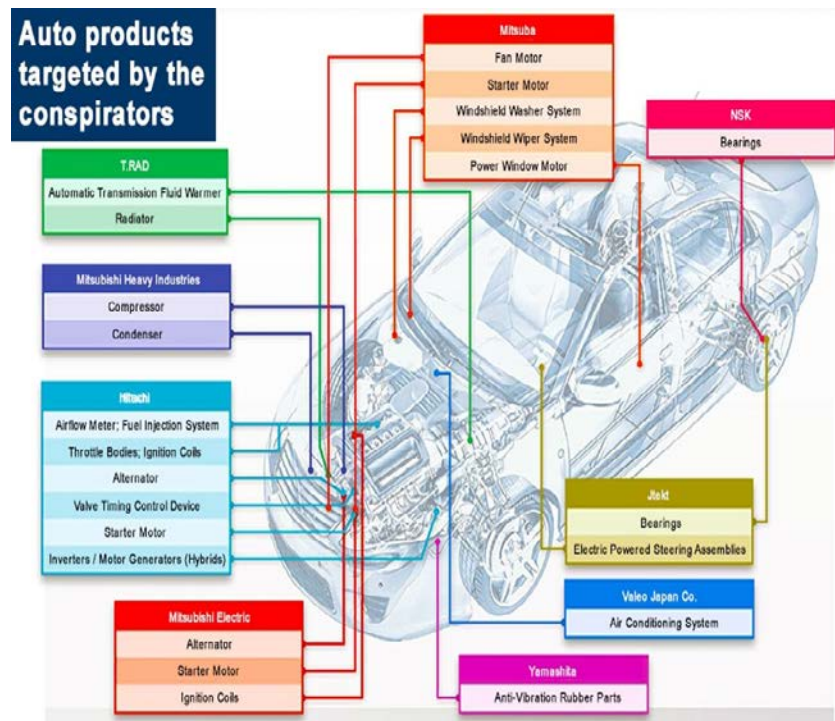 Auto products
targeted by the
conspirators
Mitsuba
Fan Motor
Starter Motor
Windshield Washer System
Windshield Wiper System
Power Window Motor
NSK
Bearings
T.RAD
Automatic Transmission Fluid Warmer
Radiator
Mitsubishi Heavy Industries
Compressor
Condenser
Hitachi
Airflow Meter; Fuel Injection System
Throttle Bodies; Ignition Coils
Alternator
Valve Timing Control Device
Starter Motor
Inverters / Motor Generators (Hybrids)
Jtekt
Bearings
Electric Powered Steering Assemblies
Valeo Japan Co.
Air Conditioning System
Mitsubishi Electric
Alternator
Starter Motor
Ignition Coils
Yamashita
Anti-Vibration Rubber Parts